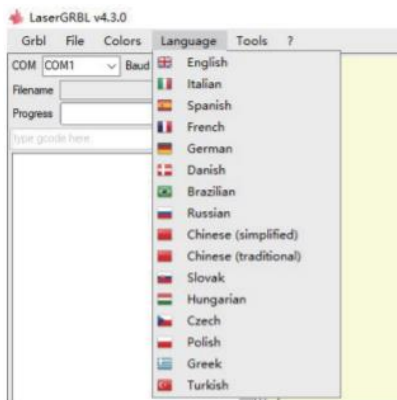 LaserGRBL v4.3.0
Grbl File Colors Language Tools ?
COM COM1 Baud
Filename
Progress
type gcode here
English
Italian
Spanish
French
German
Danish
Brazilian
Russian
Chinese (simplified)
Chinese (traditional)
Slovak
Hungarian
Czech
Polish
Greek
Turkish